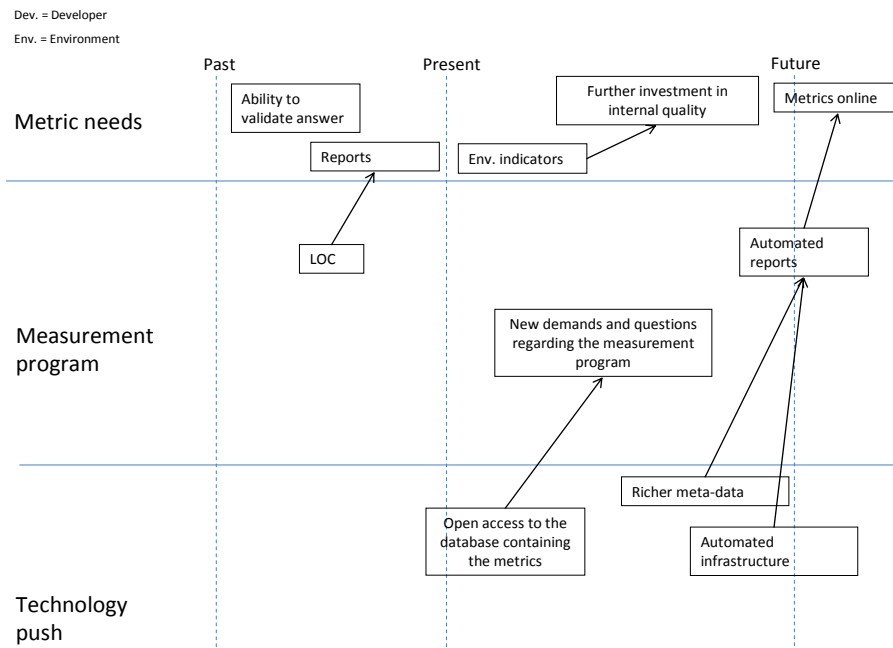 Dev. = Developer
Env. = Environment
Past
Present
Future
Metric needs
Ability to
validate answer
Further investment in
internal quality
Metrics online
Reports
Env. indicators
LOC
Automated
reports
Measurement
program
New demands and questions
regarding the measurement
program
Richer meta-data
Open access to the
database containing
the metrics
Automated
infrastructure
Technology
push